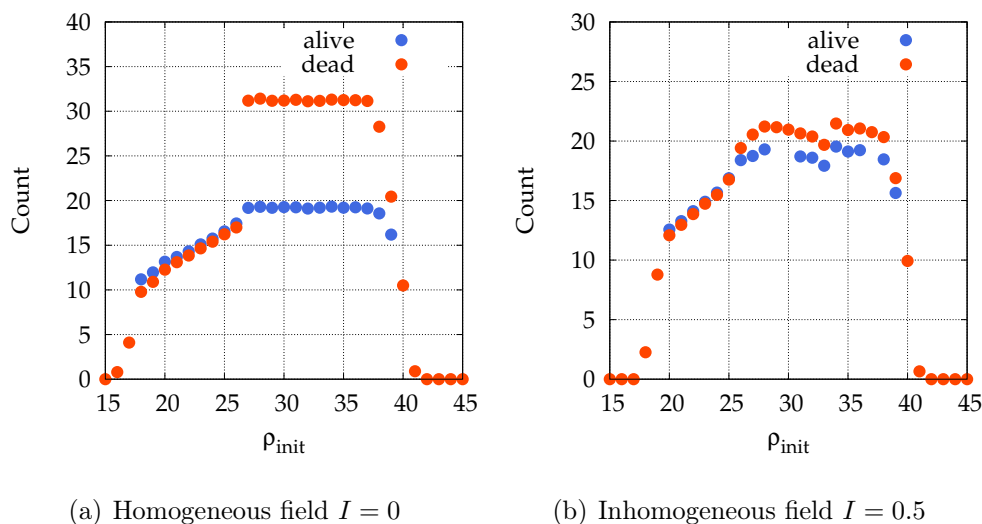 40
35
30
25
20
15
10
5
0
Count
alive
dead
15 20 25 30 35 40 45
ρinit
(a) Homogeneous field I = 0
30
25
20
15
10
5
0
Count
alive
dead
15 20 25 30 35 40 45
ρinit
(b) Inhomogeneous field I = 0.5